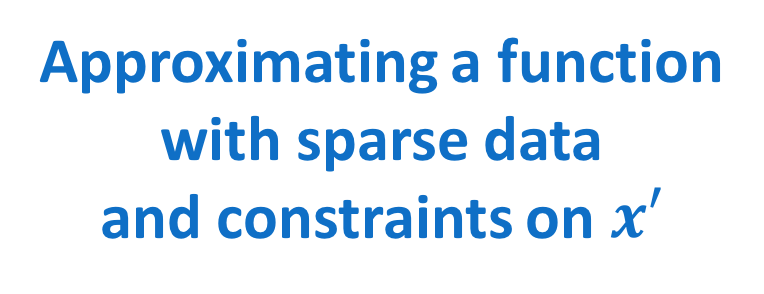 Approximating a function
with sparse data
and constraints on x′